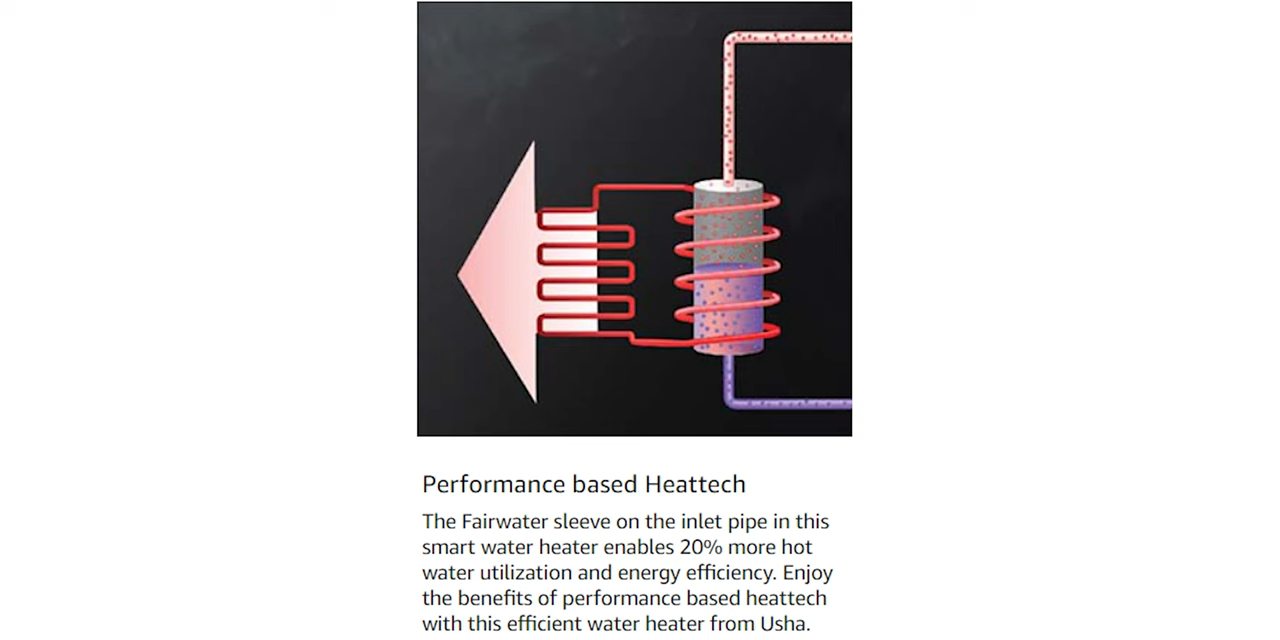 Performance based Heattech
The Fairwater sleeve on the inlet pipe in this
smart water heater enables 20% more hot
water utilization and energy efficiency. Enjoy
the benefits of performance based heattech
with this efficient water heater from Usha.